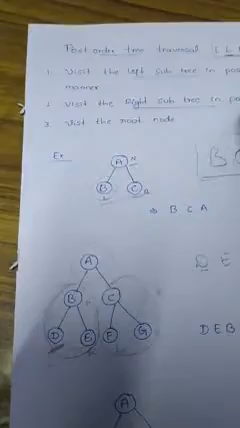 Post order tree traversal
1. Visit the left sub tree in
manner
2. Visit the Right sub tree in
3. Vist the root node
Ex
A N
B C
L R
B C A
A
B C
D E F G
D E
D E B
A